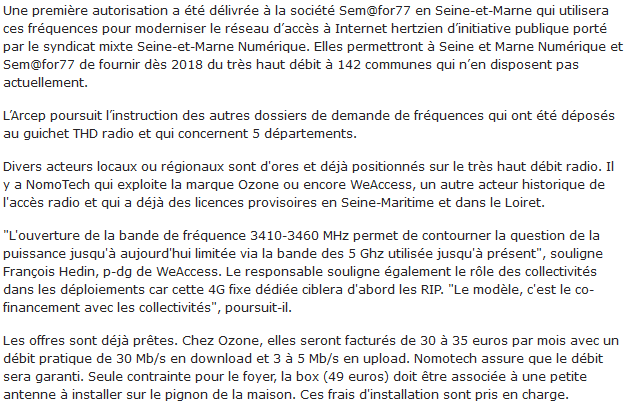 Une première autorisation a été délivrée à la société Sem@for77 en Seine-et-Marne qui utilisera
ces fréquences pour moderniser le réseau d’accès à Internet hertzien d’initiative publique porté
par le syndicat mixte Seine-et-Marne Numérique. Elles permettront à Seine et Marne Numérique et
Sem@for77 de fournir dès 2018 du très haut débit à 142 communes qui n’en disposent pas
actuellement.
L’Arcep poursuit l’instruction des autres dossiers de demande de fréquences qui ont été déposés
au guichet THD radio et qui concernent 5 départements.
Divers acteurs locaux ou régionaux sont d'ores et déjà positionnés sur le très haut débit radio. Il
y a NomoTech qui exploite la marque Ozone ou encore WeAccess, un autre acteur historique de
l'accès radio et qui a déjà des licences provisoires en Seine-Maritime et dans le Loiret.
"L'ouverture de la bande de fréquence 3410-3460 MHz permet de contourner la question de la
puissance jusqu'à aujourd'hui limitée via la bande des 5 Ghz utilisée jusqu'à présent", souligne
François Hedin, p-dg de WeAccess. Le responsable souligne également le rôle des collectivités
dans les déploiements car cette 4G fixe dédiée ciblera d'abord les RIP. "Le modèle, c'est le co-
financement avec les collectivités", poursuit-il.
Les offres sont déjà prêtes. Chez Ozone, elles seront facturés de 30 à 35 euros par mois avec un
débit pratique de 30 Mb/s en download et 3 à 5 Mb/s en upload. Nomotech assure que le débit
sera garanti. Seule contrainte pour le foyer, la box (49 euros) doit être associée à une petite
antenne à installer sur le pignon de la maison. Ces frais d'installation sont pris en charge.